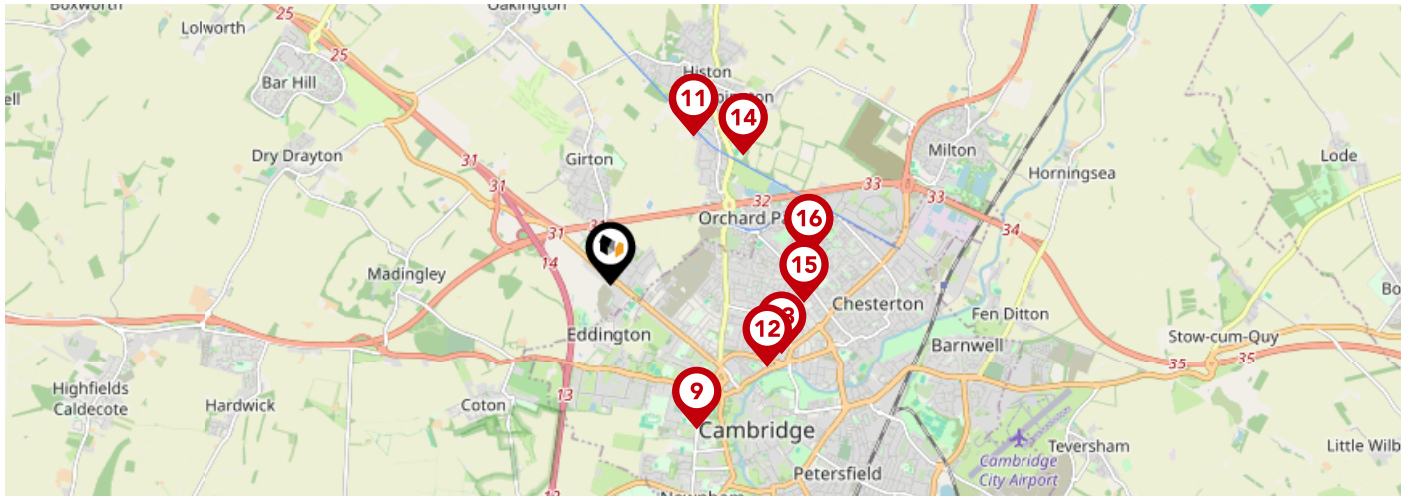 Boxworth
Oakington
25
Lolworth
25
Histon
Bar Hill
11
14
ell
31
Dry Drayton
Girton
Milton
Lode
Horningsea
31
33
33
32
Orchard
16
34
31
14
15
Madingley
Chesterton
Bo
Fen Ditton
12
Eddington
Barnwell
Stow-cum-Quy
35
35
Highfields
Caldecote
9
13
Hardwick
Coton
Cambridge
Teversham
Little Wilb
Petersfield
Cambridge
City Airport